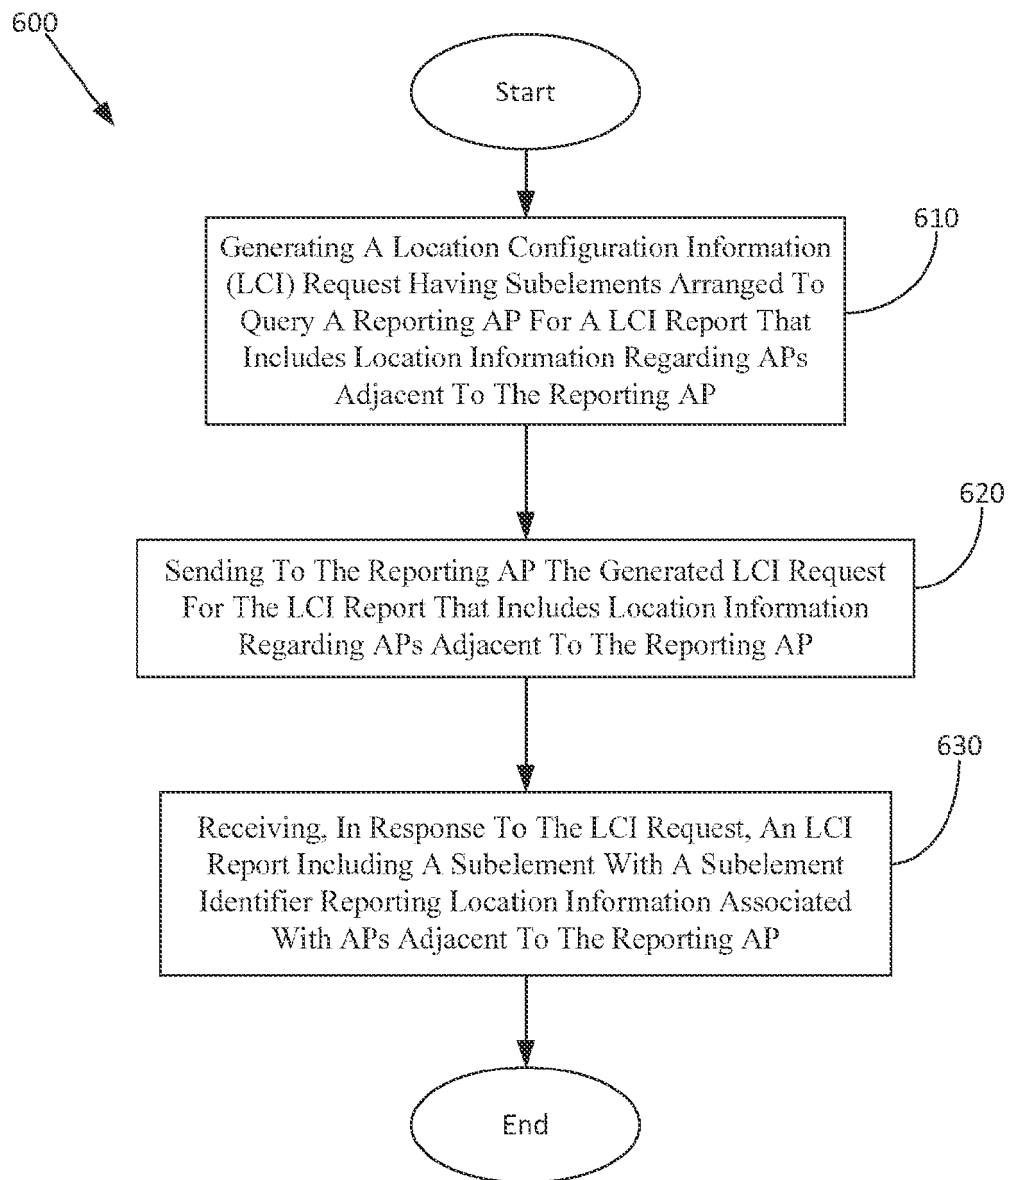 600
Start
610
Generating A Location Configuration Information
(LCI) Request Having Subelements Arranged To
Query A Reporting AP For A LCI Report That
Includes Location Information Regarding APs
Adjacent To The Reporting AP
620
Sending To The Reporting AP The Generated LCI Request
For The LCI Report That Includes Location Information
Regarding APs Adjacent To The Reporting AP
630
Receiving, In Response To The LCI Request, An LCI
Report Including A Subelement With A Subelement
Identifier Reporting Location Information Associated
With APs Adjacent To The Reporting AP
End